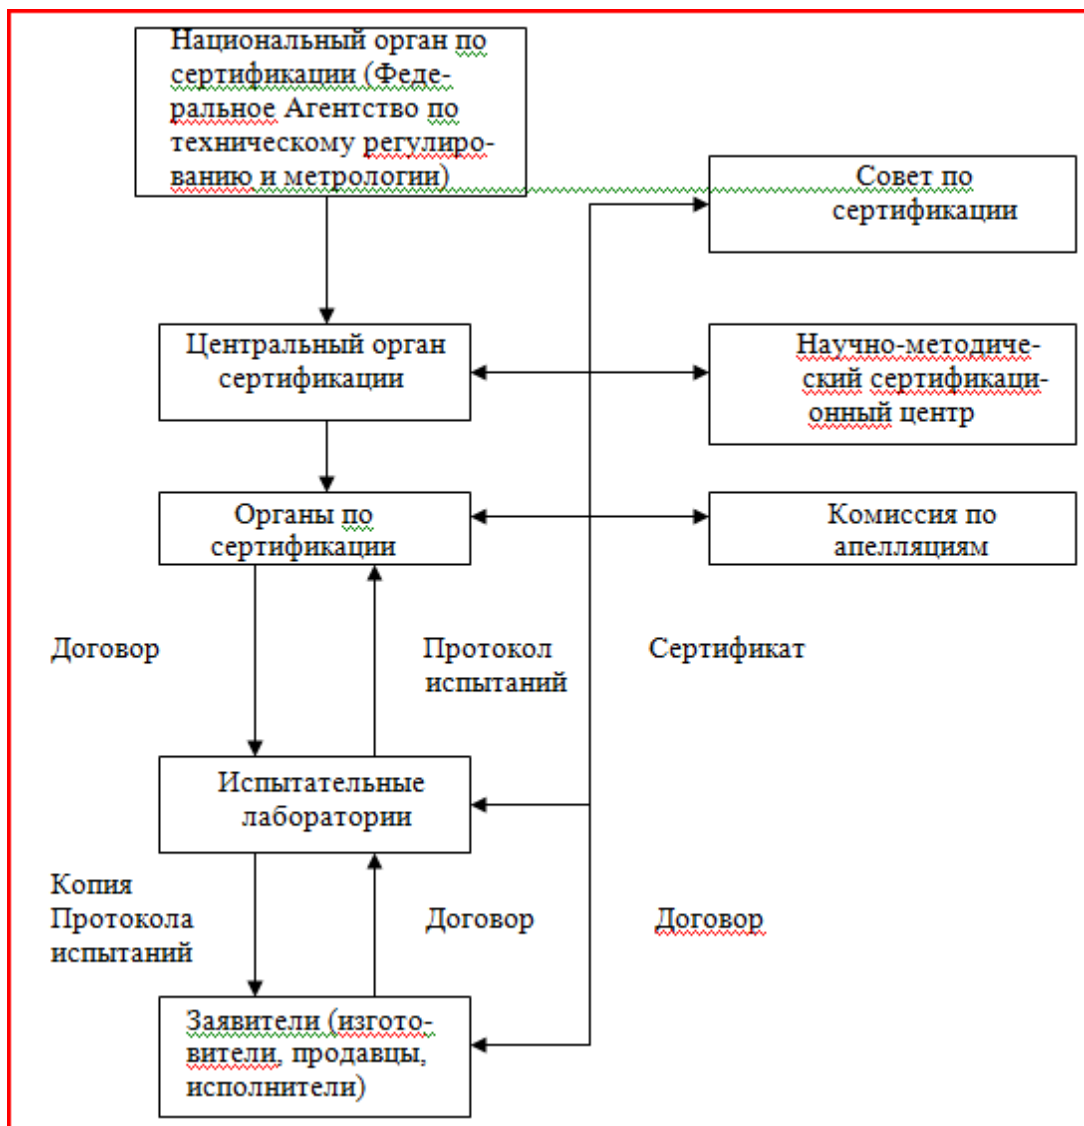 Национальный орган по
сертификации (Феде-
ральное Агентство по
техническому регулиро-
ванию и метрологии)
Совет по
сертификации
Центральный орган
сертификации
Научно-методиче-
ский сертификаци-
онный центр
Органы по
сертификации
Комиссия по
апелляциям
Договор
Протокол
испытаний
Сертификат
Испытательные
лаборатории
Копия
Протокола
испытаний
Договор
Договор
Заявители (изгото-
вители, продавцы,
исполнители)